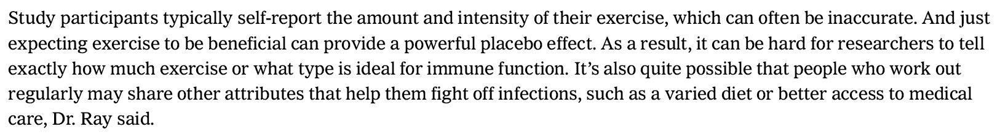 Study participants typically self-report the amount and intensity of their exercise, which can often be inaccurate. And just
expecting exercise to be beneficial can provide a powerful placebo effect. As a result, it can be hard for researchers to tell
exactly how much exercise or what type is ideal for immune function. It’s also quite possible that people who work out
regularly may share other attributes that help them fight off infections, such as a varied diet or better access to medical
care, Dr. Ray said.